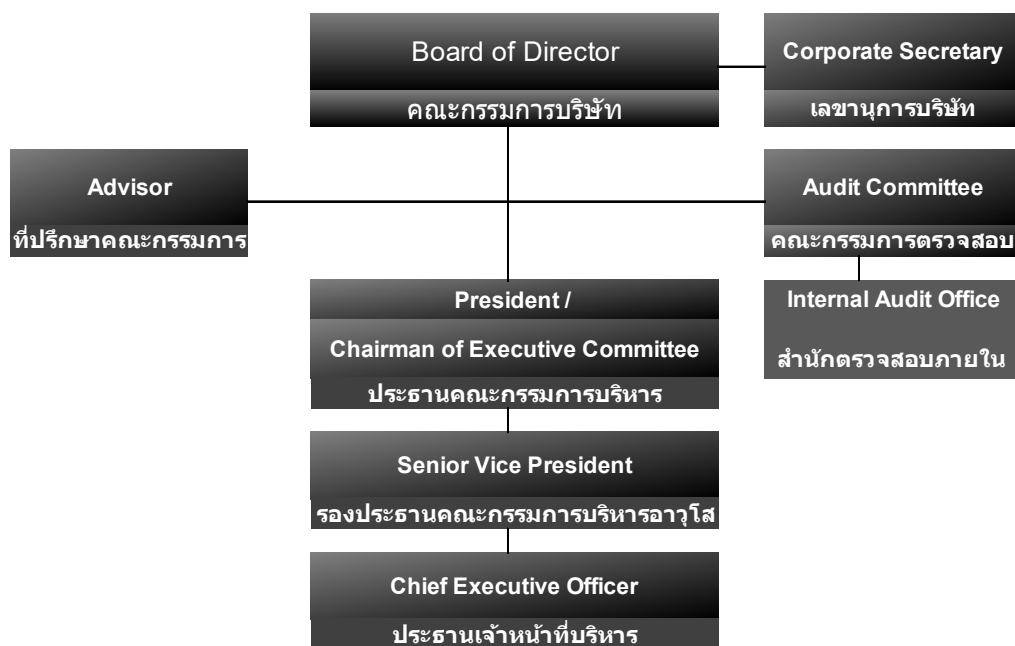 Board of Director
คณะกรรมการบริษัท
Corporate Secretary
เลขานุการบริษัท
Advisor
ที่ปรึกษาคณะกรรมการ
Audit Committee
คณะกรรมการตรวจสอบ
Internal Audit Office
สำนักตรวจสอบภายใน
President /
Chairman of Executive Committee
ประธานคณะกรรมการบริหาร
Senior Vice President
รองประธานคณะกรรมการบริหารอาวุโส
Chief Executive Officer
ประธานเจ้าหน้าที่บริหาร